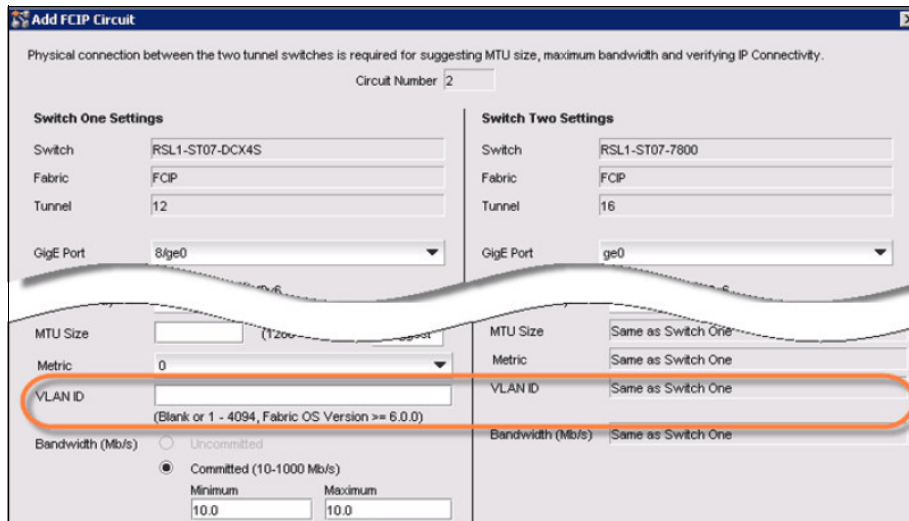 Add FCIP Circuit
Physical connection between the two tunnel switches is required for suggesting MTU size, maximum bandwidth and verifying IP Connectivity.
Circuit Number 2
Switch One Settings
Switch RSL1-ST07-DCX4S
Fabric FCIP
Tunnel 12
GigE Port 8/ge0
MTU Size
Metric 0
VLAN ID
(Blank or 1 - 4094, Fabric OS Version >= 6.0.0)
Bandwidth (Mb/s) Uncommitted
Committed (10-1000 Mb/s)
Minimum Maximum
10.0 10.0
Switch Two Settings
Switch RSL1-ST07-7800
Fabric FCIP
Tunnel 16
GigE Port ge0
MTU Size Same as Switch One
Metric Same as Switch One
VLAN ID Same as Switch One
Bandwidth (Mb/s) Same as Switch One